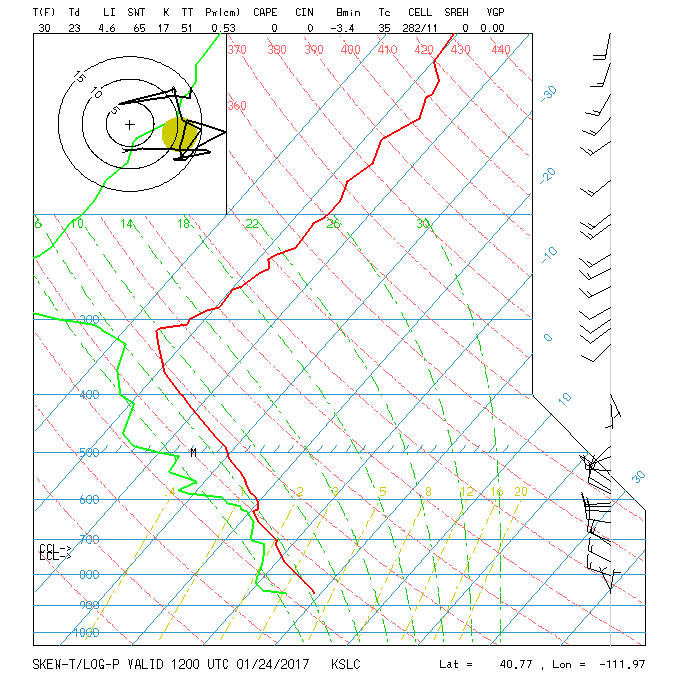 T(F) Td LI SWT K TT Pw(cm) CAPE CIN Θmin Tc CELL SREH VGP
30 23 4.6 65 17 51 0.53 0 0 -3.4 35 282/11 0 0.00
370 380 390 400 410 420 430 440
15
10
5
360
-30
-20
-10
0
10
30
6 10 14 18 22 26 30
300
400
500
M
600
.4 1 2 3 5 8 12 16 20
700
CCL->
LCL->
800
900
1000
SKEW-T/LOG-P VALID 1200 UTC 01/24/2017 KSLC
Lat = 40.77 , Lon = -111.97